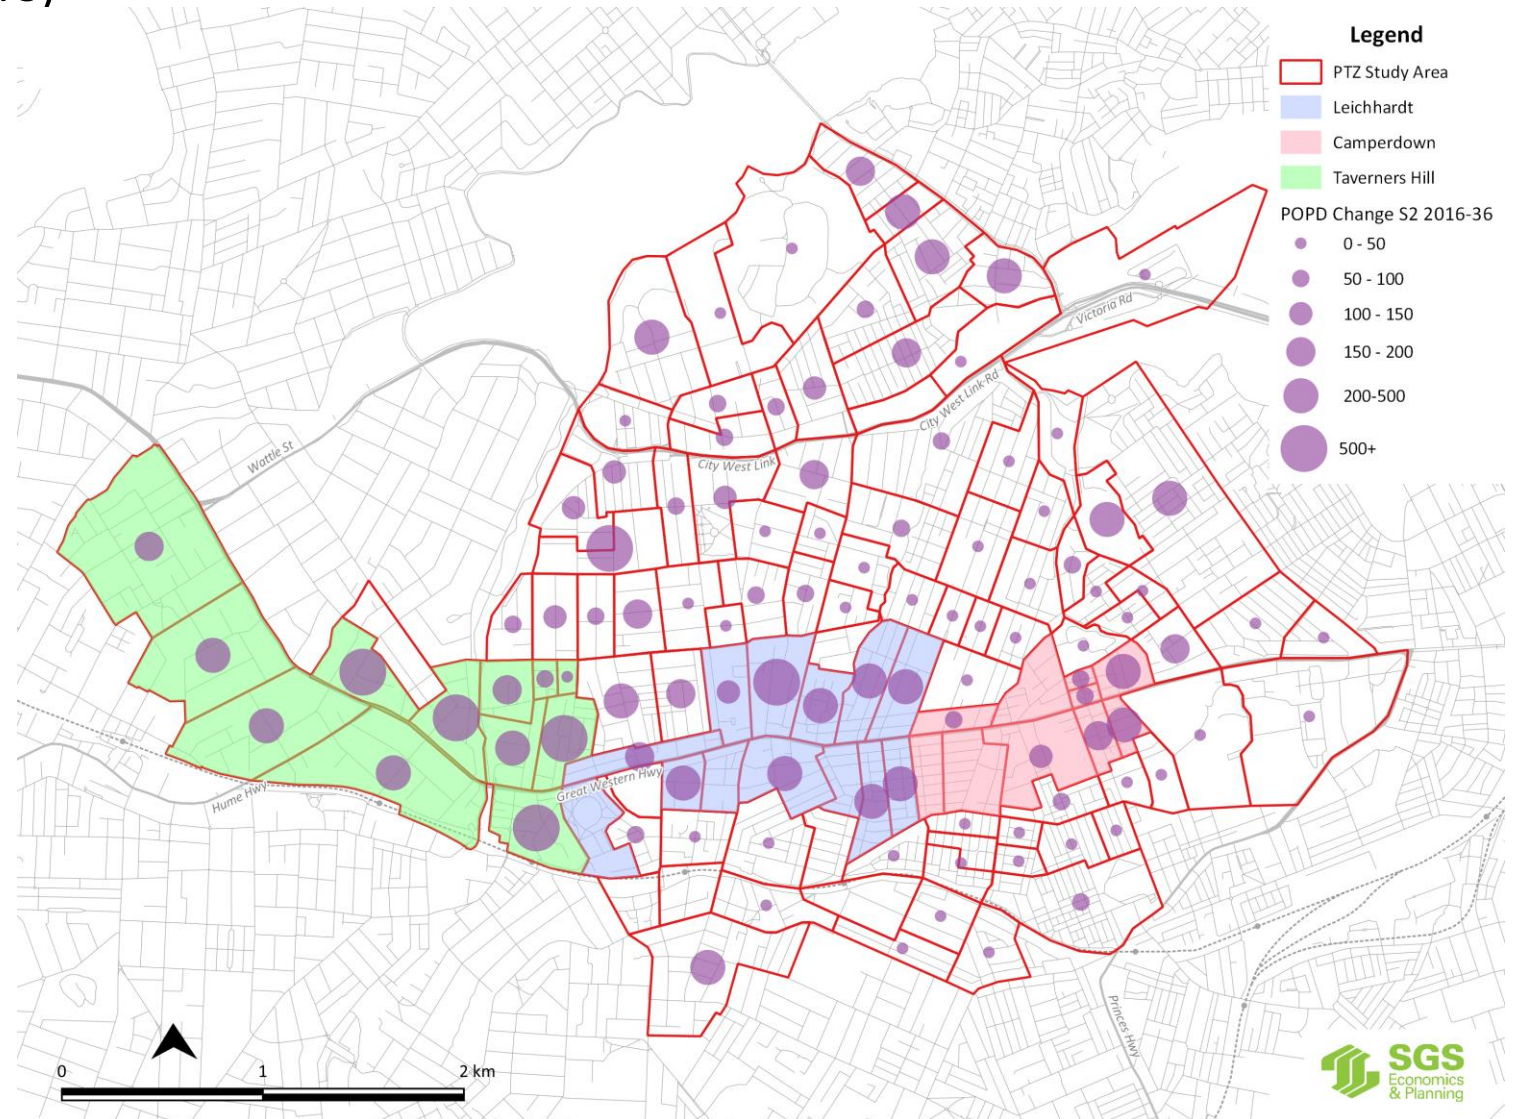 Legend
PTZ Study Area
Leichhardt
Camperdown
Taverners Hill
POPD Change S2 2016-36
0 - 50
50 - 100
100 - 150
150 - 200
200-500
500+
Victoria Rd
City West Link Rd
Wattle St
City West Link
Great Western Hwy
Hume Hwy
Princes Hwy
0 1 2 km
SGS
Economics
& Planning